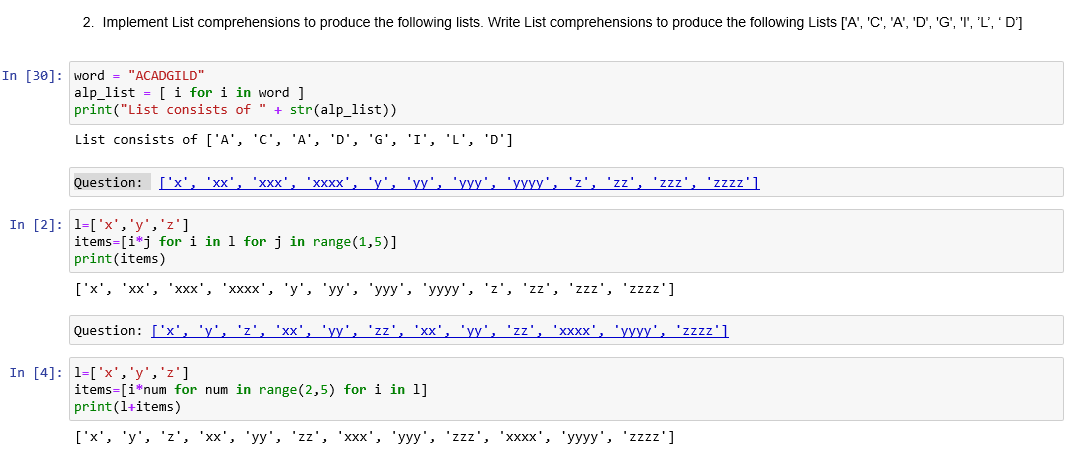 2. Implement List comprehensions to produce the following lists. Write List comprehensions to produce the following Lists ['A', 'C', 'A', 'D', 'G', 'I', ’L’, ‘ D’]
In [30]: word = "ACADGILD"
alp_list = [ i for i in word ]
print("List consists of " + str(alp_list))
List consists of ['A', 'C', 'A', 'D', 'G', 'I', 'L', 'D']
Question: ['x', 'xx', 'xxx', 'xxxx', 'y', 'yy', 'yyy', 'yyyy', 'z', 'zz', 'zzz', 'zzzz']
In [2]: l=['x','y','z']
items=[i*j for i in l for j in range(1,5)]
print(items)
['x', 'xx', 'xxx', 'xxxx', 'y', 'yy', 'yyy', 'yyyy', 'z', 'zz', 'zzz', 'zzzz']
Question: ['x', 'y', 'z', 'xx', 'yy', 'zz', 'xx', 'yy', 'zz', 'xxxx', 'yyyy', 'zzzz']
In [4]: l=['x','y','z']
items=[i*num for num in range(2,5) for i in l]
print(l+items)
['x', 'y', 'z', 'xx', 'yy', 'zz', 'xxx', 'yyy', 'zzz', 'xxxx', 'yyyy', 'zzzz']